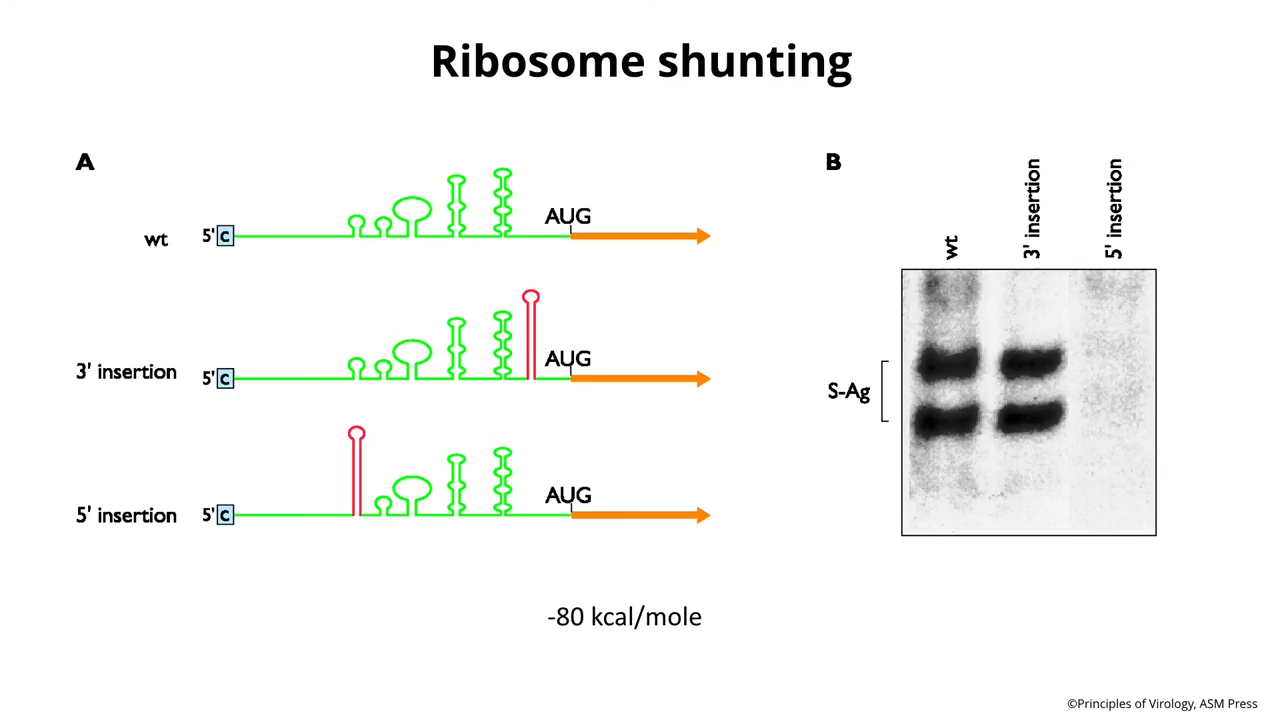 Ribosome shunting
A
wt
5' C
AUG
3' insertion
5' C
AUG
5' insertion
5' C
AUG
B
wt
3' insertion
5' insertion
S-Ag
-80 kcal/mole
©Principles of Virology, ASM Press